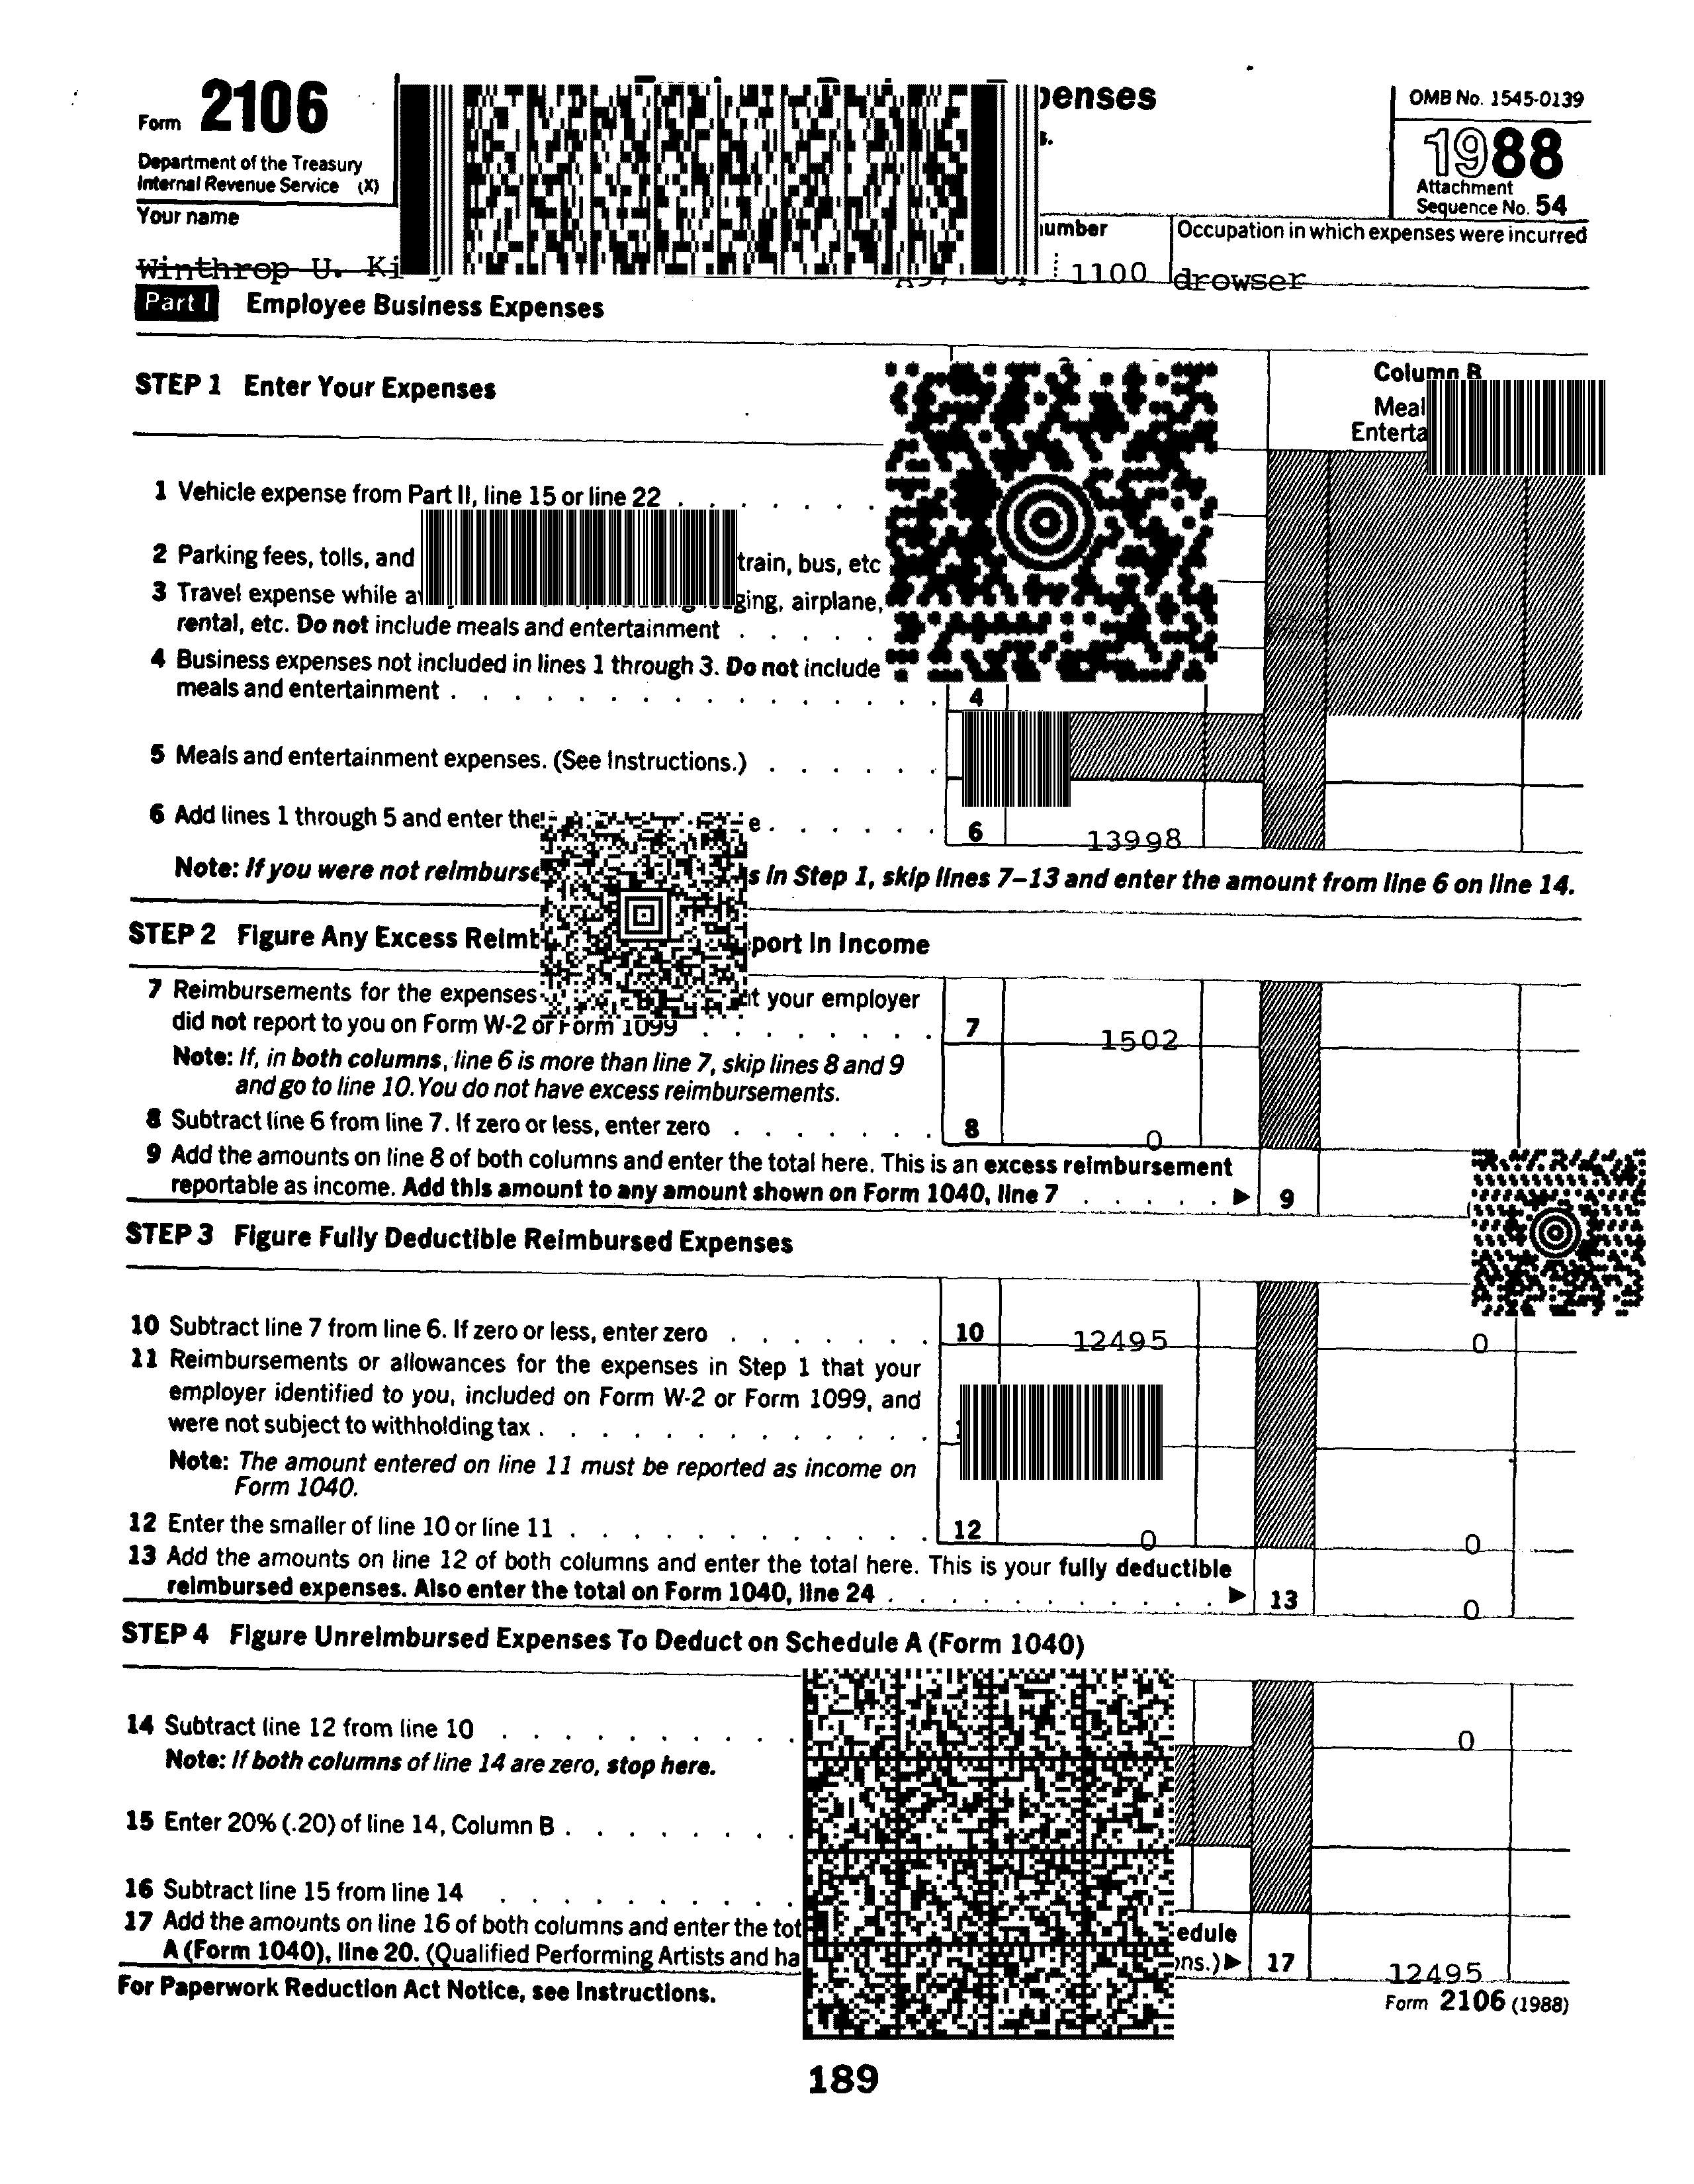 Form 2106
penses
OMB No. 1545-0139
1988
Department of the Treasury
Internal Revenue Service (X)
Attachment
Sequence No. 54
Your name
number
Occupation in which expenses were incurred
Winthrop U.
1100
drowser
Part I Employee Business Expenses
STEP 1 Enter Your Expenses
Column B
Meal
Enterta
1 Vehicle expense from Part II, line 15 or line 22
2 Parking fees, tolls, and train, bus, etc
3 Travel expense while airplane,
rental, etc. Do not include meals and entertainment
4 Business expenses not included in lines 1 through 3. Do not include
meals and entertainment 4
5 Meals and entertainment expenses. (See Instructions.)
6 Add lines 1 through 5 and enter the 6 13998
Note: If you were not reimburse in Step 1, skip lines 7–13 and enter the amount from line 6 on line 14.
STEP 2 Figure Any Excess port In Income
7 Reimbursements for the expenses your employer
did not report to you on Form W-2 or Form 1099 7 1502
Note: If, in both columns, line 6 is more than line 7, skip lines 8 and 9
and go to line 10. You do not have excess reimbursements.
8 Subtract line 6 from line 7. If zero or less, enter zero 8 0
9 Add the amounts on line 8 of both columns and enter the total here. This is an excess reimbursement
reportable as income. Add this amount to any amount shown on Form 1040, line 7 ▶ 9
STEP 3 Figure Fully Deductible Reimbursed Expenses
10 Subtract line 7 from line 6. If zero or less, enter zero 10 12495 0
11 Reimbursements or allowances for the expenses in Step 1 that your
employer identified to you, included on Form W-2 or Form 1099, and
were not subject to withholding tax
Note: The amount entered on line 11 must be reported as income on
Form 1040.
12 Enter the smaller of line 10 or line 11 12 0 0
13 Add the amounts on line 12 of both columns and enter the total here. This is your fully deductible
reimbursed expenses. Also enter the total on Form 1040, line 24 ▶ 13 0
STEP 4 Figure Unreimbursed Expenses To Deduct on Schedule A (Form 1040)
14 Subtract line 12 from line 10 0
Note: If both columns of line 14 are zero, stop here.
15 Enter 20% (.20) of line 14, Column B
16 Subtract line 15 from line 14
17 Add the amounts on line 16 of both columns and enter the tot edule
A (Form 1040), line 20. (Qualified Performing Artists and ha ons.) ▶ 17 12495
For Paperwork Reduction Act Notice, see Instructions.
Form 2106 (1988)
189